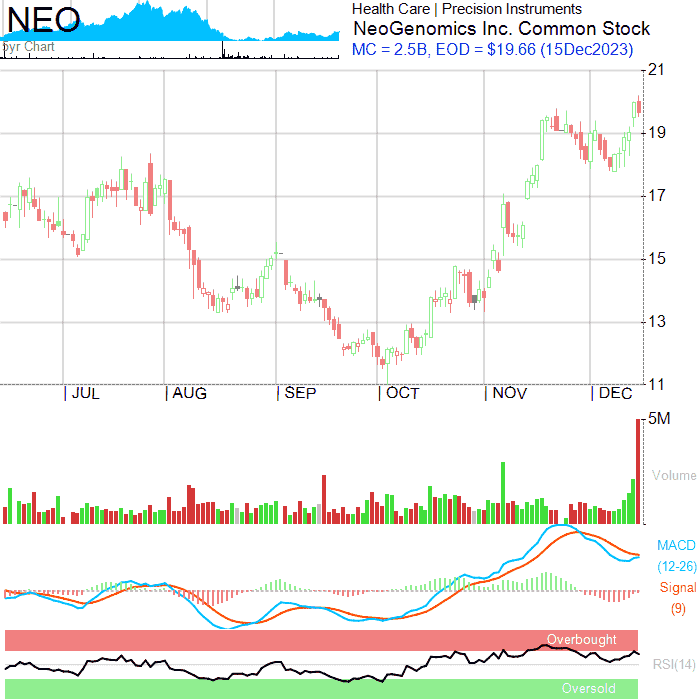 NEO
5yr Chart
Health Care | Precision Instruments
NeoGenomics Inc. Common Stock
MC = 2.5B, EOD = $19.66 (15Dec2023)
21
19
17
15
13
11
JUL AUG SEP OCT NOV DEC
5M
Volume
MACD
(12-26)
Signal
(9)
Overbought
RSI(14)
Oversold